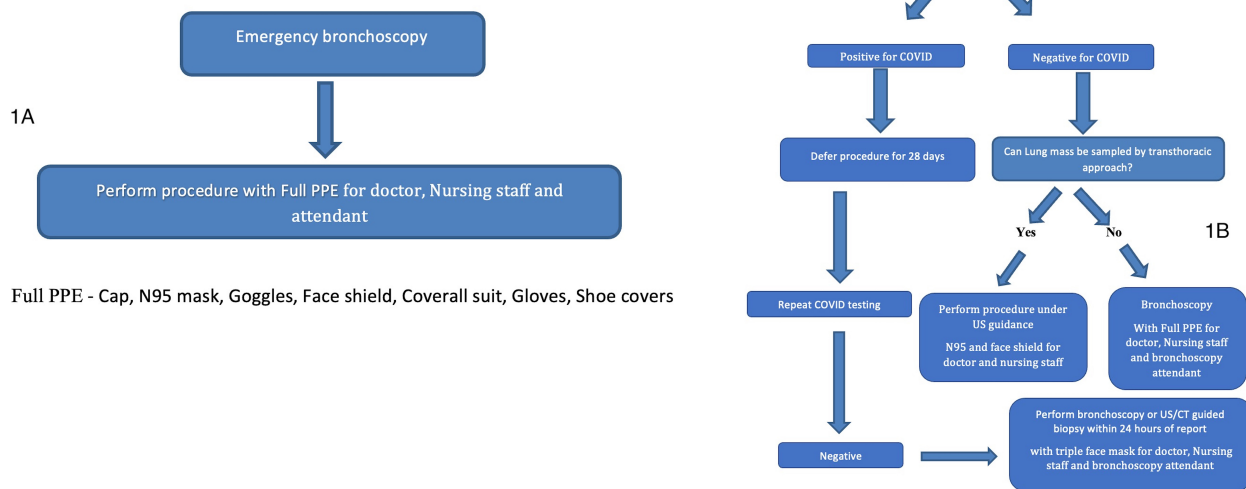 Emergency bronchoscopy
1A
Perform procedure with Full PPE for doctor, Nursing staff and
attendant
Full PPE - Cap, N95 mask, Goggles, Face shield, Coverall suit, Gloves, Shoe covers
Positive for COVID
Negative for COVID
Defer procedure for 28 days
Can Lung mass be sampled by transthoracic
approach?
Yes
No
1B
Repeat COVID testing
Perform procedure under
US guidance
N95 and face shield for
doctor and nursing staff
Bronchoscopy
With Full PPE for
doctor, Nursing staff
and bronchoscopy
attendant
Negative
Perform bronchoscopy or US/CT guided
biopsy within 24 hours of report
with triple face mask for doctor, Nursing
staff and bronchoscopy attendant